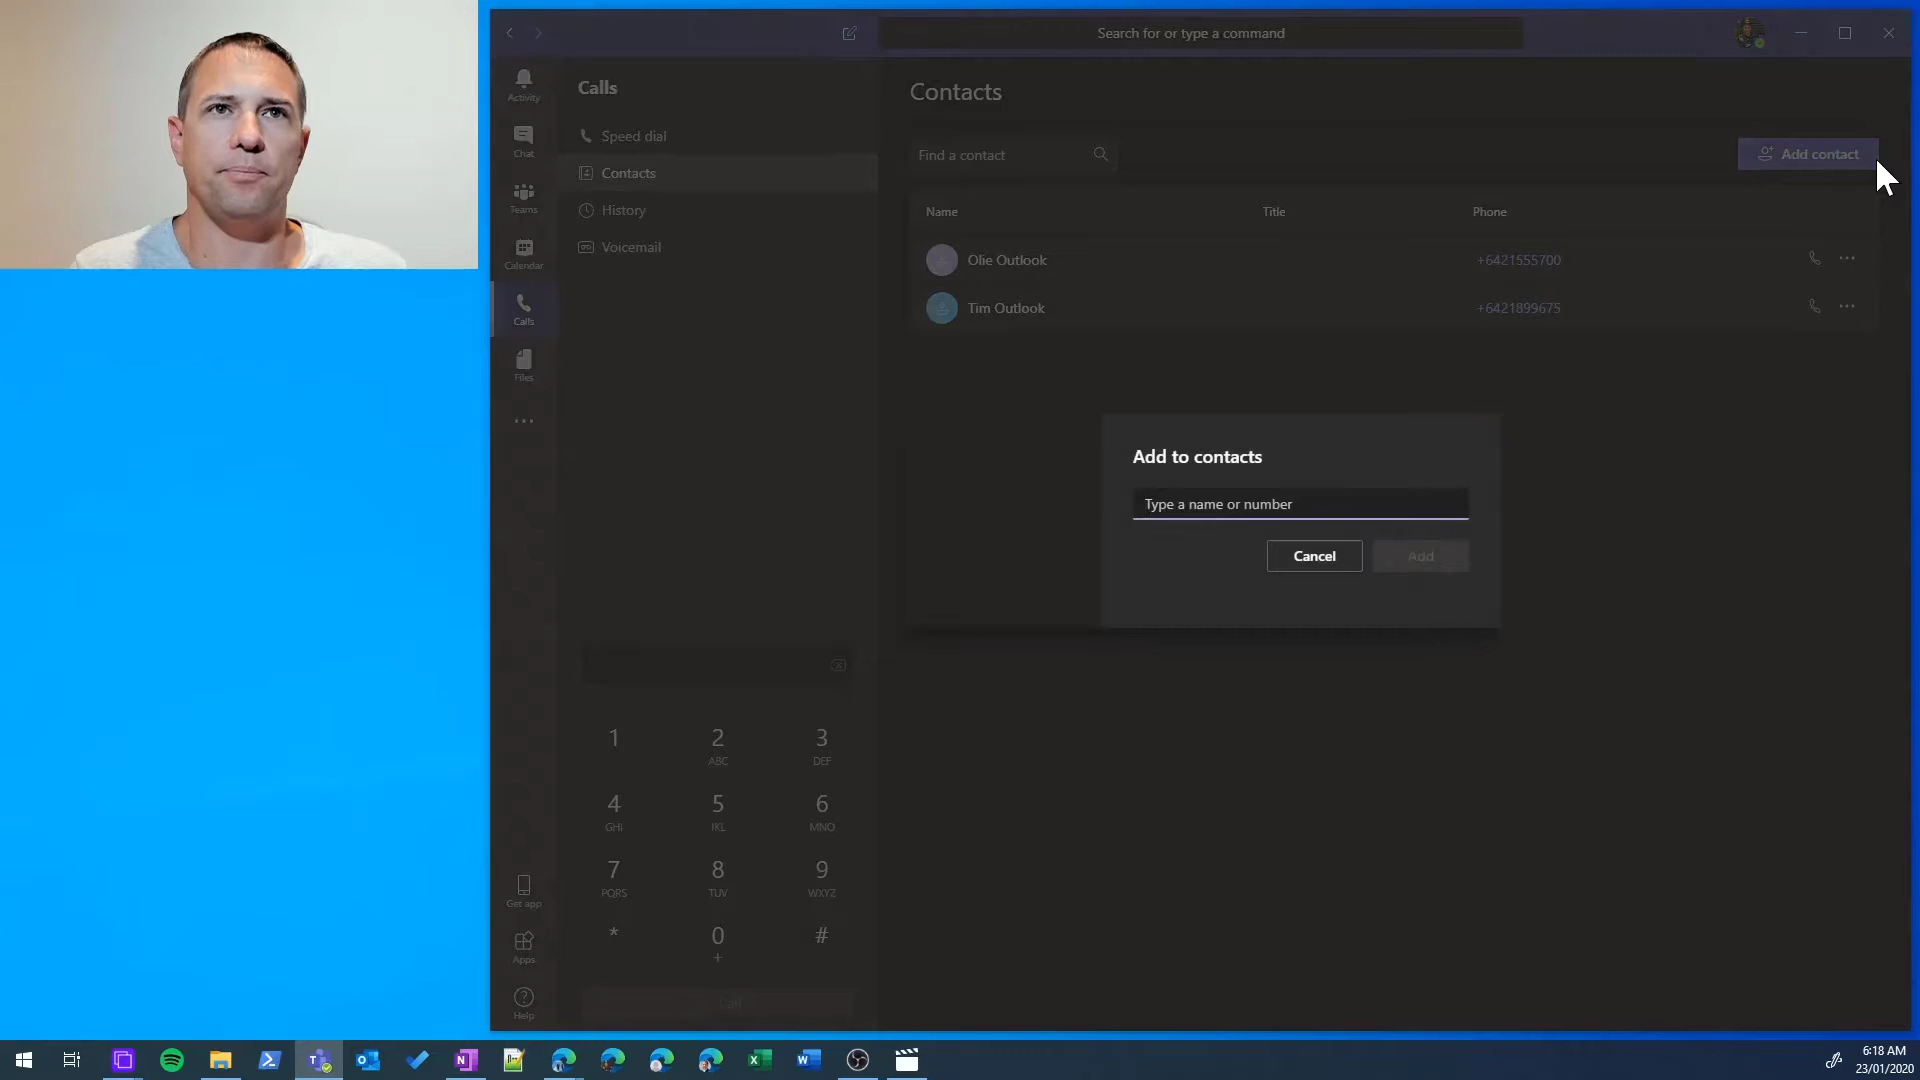 Search for or type a command
Activity
Chat
Teams
Calendar
Calls
Files
Get app
Apps
Help
Calls
Speed dial
Contacts
History
Voicemail
1
2
3
ABC
DEF
4
5
6
GHI
JKL
MNO
7
8
9
PQRS
TUV
WXYZ
*
0
#
+
Call
Contacts
Find a contact
Add contact
Name
Title
Phone
Olie Outlook
+6421555700
Tim Outlook
+6421899675
Add to contacts
Type a name or number
Cancel
Add
6:18 AM
23/01/2020